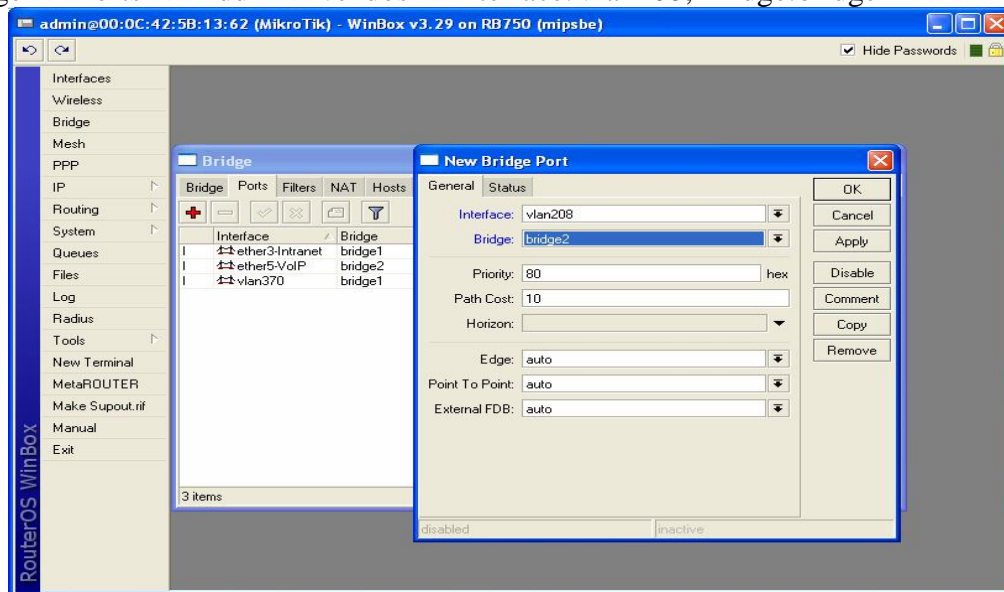 admin@00:0C:42:5B:13:62 (MikroTik) - WinBox v3.29 on RB750 (mipsbe)
Hide Passwords
Interfaces
Wireless
Bridge
Mesh
PPP
IP
Routing
System
Queues
Files
Log
Radius
Tools
New Terminal
MetaROUTER
Make Supout.rif
Manual
Exit
RouterOS WinBox
Bridge
Bridge Ports Filters NAT Hosts
Interface Bridge
I ether3-Intranet bridge1
I ether5-VoIP bridge2
I vlan370 bridge1
3 items
New Bridge Port
General Status
Interface: vlan208
Bridge: bridge2
Priority: 80 hex
Path Cost: 10
Horizon:
Edge: auto
Point To Point: auto
External FDB: auto
OK
Cancel
Apply
Disable
Comment
Copy
Remove
disabled inactive